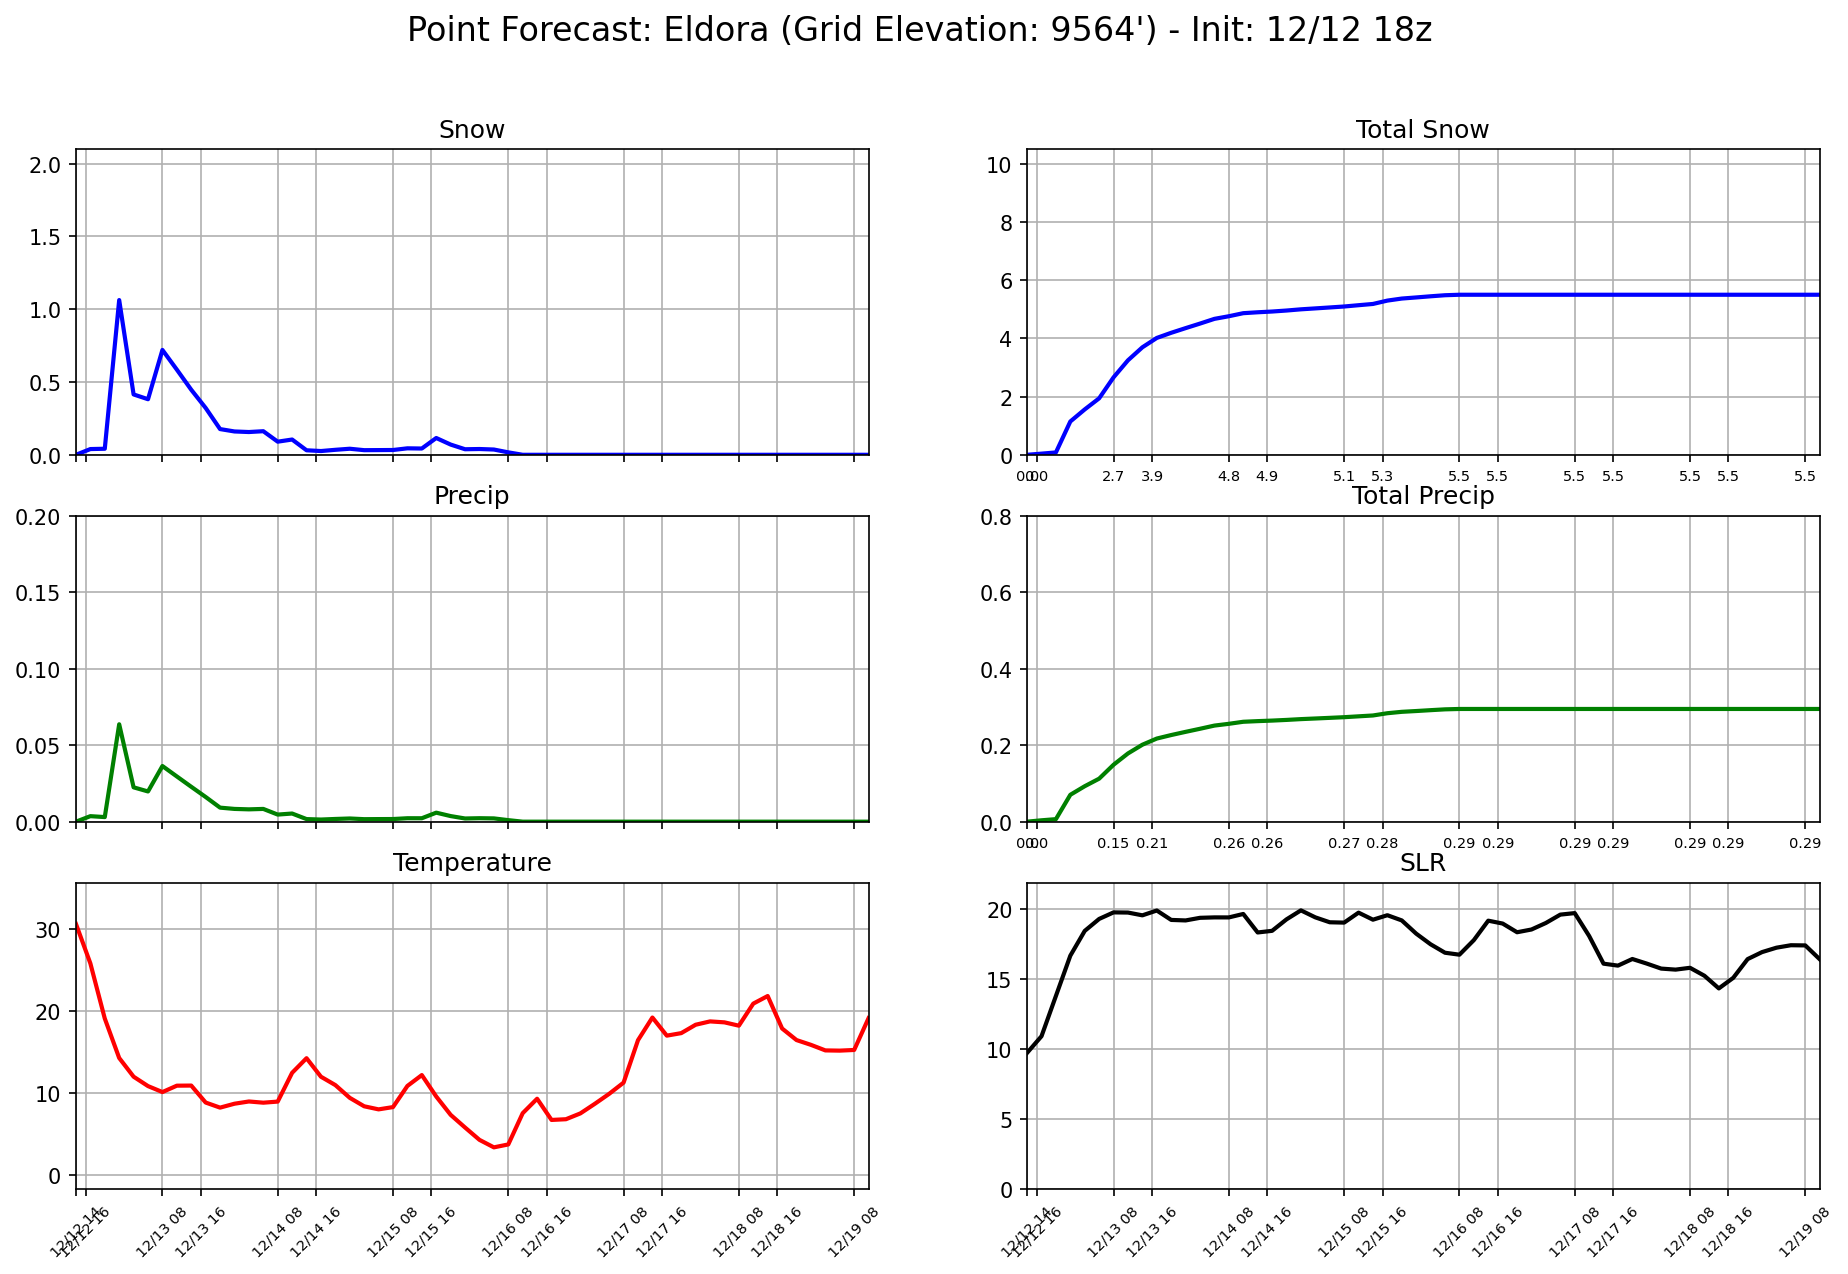 Point Forecast: Eldora (Grid Elevation: 9564') - Init: 12/12 18z
Snow
2.0
1.5
1.0
0.5
0.0
Total Snow
10
8
6
4
2
0
2.7 3.9 4.8 4.9 5.1 5.3 5.5 5.5 5.5 5.5 5.5 5.5 5.5
Precip
0.20
0.15
0.10
0.05
0.00
Total Precip
0.8
0.6
0.4
0.2
0.0
0.15 0.21 0.26 0.26 0.27 0.28 0.29 0.29 0.29 0.29 0.29 0.29 0.29
Temperature
30
20
10
0
12/12 16 12/13 08 12/13 16 12/14 08 12/14 16 12/15 08 12/15 16 12/16 08 12/16 16 12/17 08 12/17 16 12/18 08 12/18 16 12/19 08
SLR
20
15
10
5
0
12/12 16 12/13 08 12/13 16 12/14 08 12/14 16 12/15 08 12/15 16 12/16 08 12/16 16 12/17 08 12/17 16 12/18 08 12/18 16 12/19 08